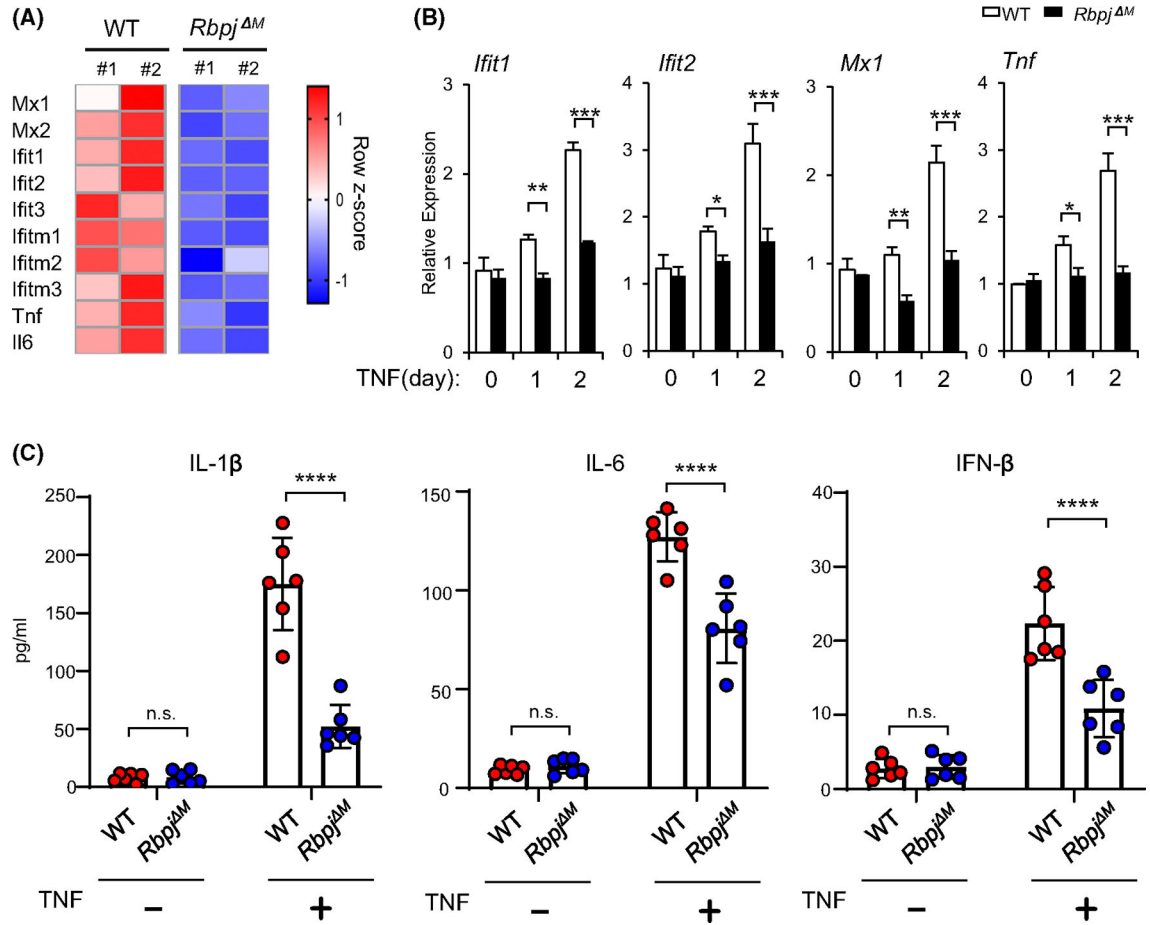 (A)
WT Rbpj ΔM
#1 #2 #1 #2
Mx1
Mx2
Ifit1
Ifit2
Ifit3
Ifitm1
Ifitm2
Ifitm3
Tnf
Il6
1
0
-1
Row z-score
(B)
WT Rbpj ΔM
Relative Expression
Ifit1
3
2
1
0
** ***
Ifit2
4
3
2
1
0
* ***
Mx1
3
2
1
0
** ***
Tnf
4
3
2
1
0
* ***
TNF(day): 0 1 2 0 1 2 0 1 2 0 1 2
(C)
pg/ml
IL-1β
250
200
150
100
50
0
n.s. ****
WT RbpjΔM WT RbpjΔM
IL-6
150
100
50
0
n.s. ****
WT RbpjΔM WT RbpjΔM
IFN-β
40
30
20
10
0
n.s. ****
WT RbpjΔM WT RbpjΔM
TNF − + − + − +